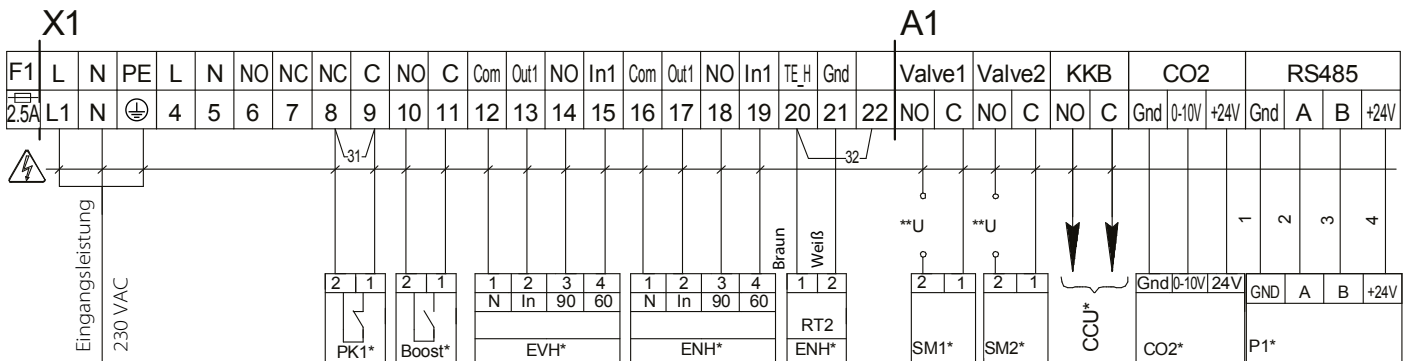 X1 A1
F1 L N PE L N NO NC NC C NO C Com Out1 NO In1 Com Out1 NO In1 TE_H Gnd Valve1 Valve2 KKB CO2 RS485
2.5A L1 N 4 5 6 7 8 9 10 11 12 13 14 15 16 17 18 19 20 21 22 NO C NO C NO C Gnd 0-10V +24V Gnd A B +24V
31 32
Eingangsleistung
230 VAC
Braun
Weiß
**U **U
1 2 3 4
2 1 2 1 1 2 3 4 1 2 3 4 1 2 2 1 2 1 Gnd 0-10V 24V GND A B +24V
N In 90 60 N In 90 60
RT2
CCU*
PK1* Boost* EVH* ENH* ENH* SM1* SM2* CO2* P1*